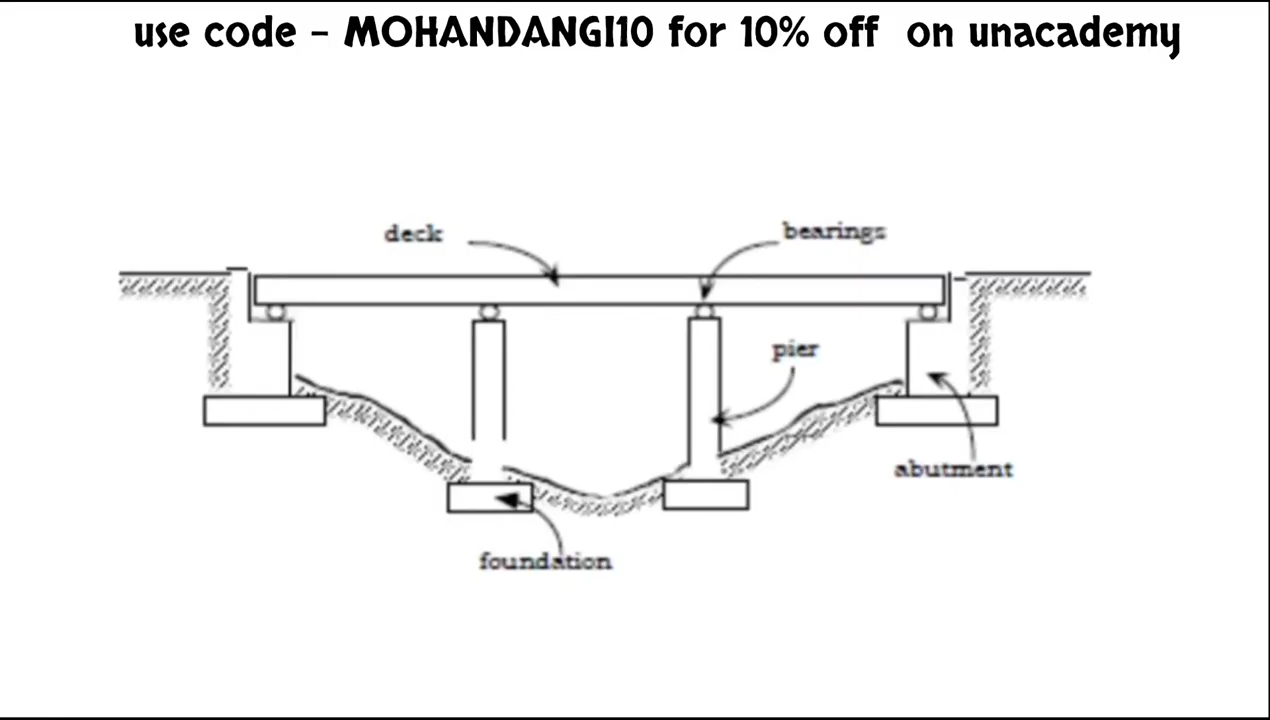 use code - MOHANDANGI10 for 10% off on unacademy
deck
bearings
pier
abutment
foundation